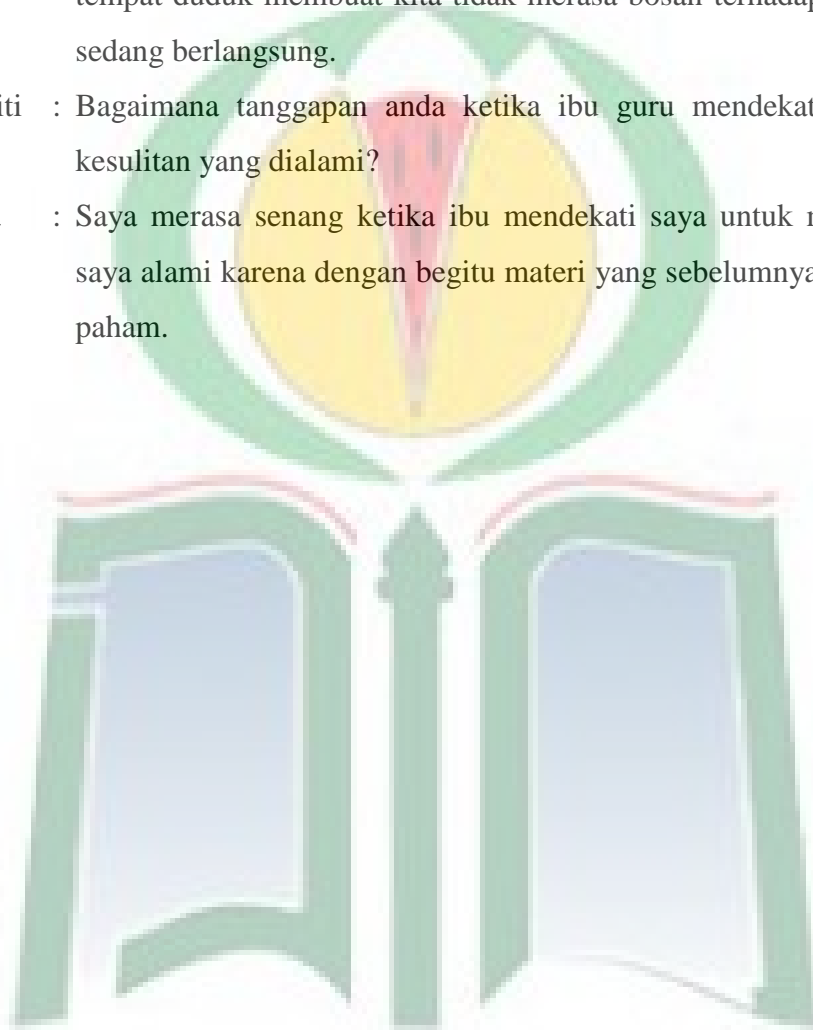 tempat duduk membuat kita tidak merasa bosan terhadap
sedang berlangsung.
iti : Bagaimana tanggapan anda ketika ibu guru mendekat
kesulitan yang dialami?
: Saya merasa senang ketika ibu mendekati saya untuk
saya alami karena dengan begitu materi yang sebelumnya
paham.